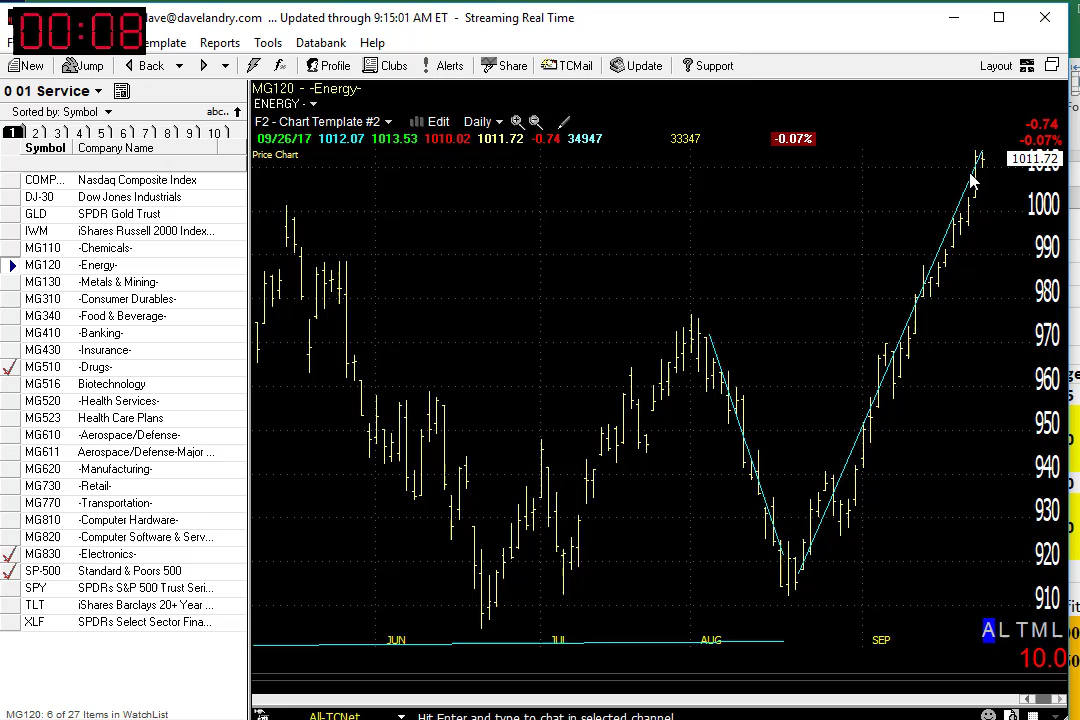 00:08
dave@davelandry.com ... Updated through 9:15:01 AM ET - Streaming Real Time
emplate Reports Tools Databank Help
New Jump Back Profile Clubs Alerts Share TCMail Update Support Layout
0 01 Service
Sorted by: Symbol abc..
1 2 3 4 5 6 7 8 9 10
Symbol Company Name
COMP... Nasdaq Composite Index
DJ-30 Dow Jones Industrials
GLD SPDR Gold Trust
IWM iShares Russell 2000 Index...
MG110 -Chemicals-
MG120 -Energy-
MG130 -Metals & Mining-
MG310 -Consumer Durables-
MG340 -Food & Beverage-
MG410 -Banking-
MG430 -Insurance-
MG510 -Drugs-
MG516 Biotechnology
MG520 -Health Services-
MG523 Health Care Plans
MG610 -Aerospace/Defense-
MG611 Aerospace/Defense-Major ...
MG620 -Manufacturing-
MG730 -Retail-
MG770 -Transportation-
MG810 -Computer Hardware-
MG820 -Computer Software & Serv...
MG830 -Electronics-
SP-500 Standard & Poors 500
SPY SPDRs S&P 500 Trust Seri...
TLT iShares Barclays 20+ Year ...
XLF SPDRs Select Sector Fina...
MG120: 6 of 27 Items in WatchList
MG120 - -Energy-
ENERGY -
F2 - Chart Template #2 Edit Daily
09/26/17 1012.07 1013.53 1010.02 1011.72 -0.74 34947 33347 -0.07%
Price Chart
-0.74
-0.07%
1011.72
1000
990
980
970
960
950
940
930
920
910
JUN JUL AUG SEP
A L T M L
10.0
All-TCNet Hit Enter and type to chat in selected channel